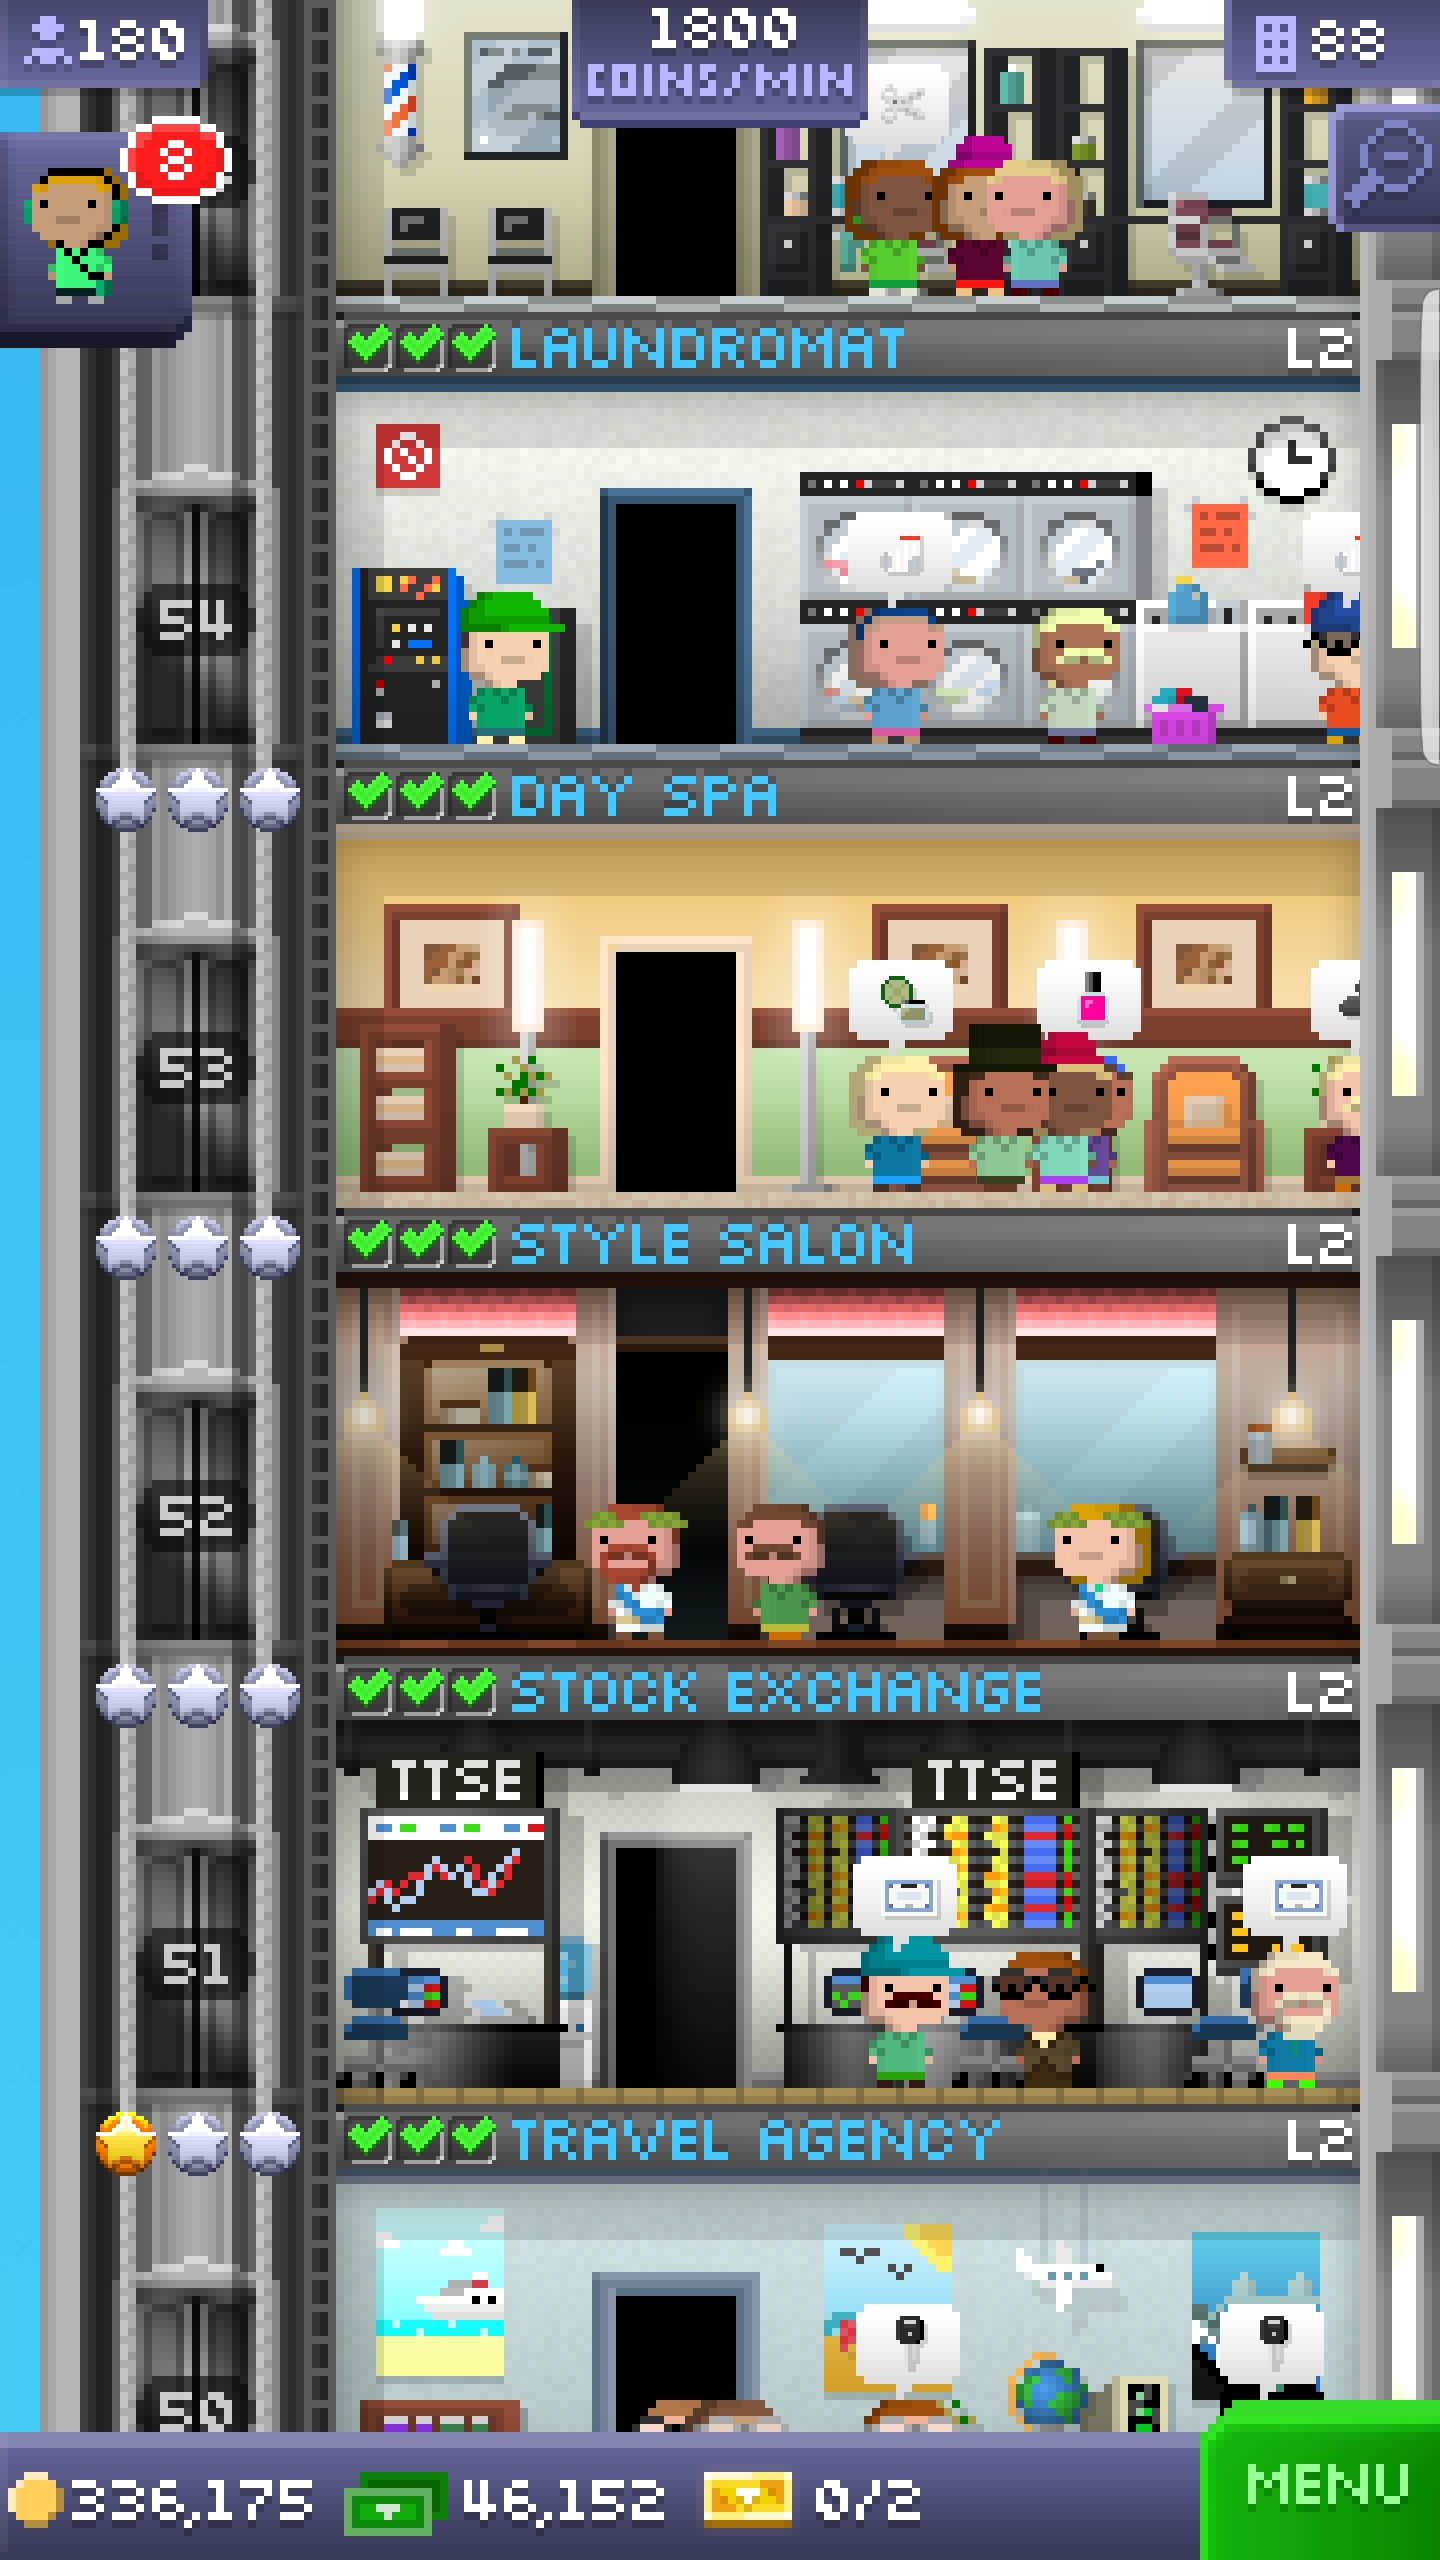 180
1800
COINS/MIN
88
8
LAUNDROMAT L2
54
DAY SPA L2
53
STYLE SALON L2
52
STOCK EXCHANGE L2
TTSE TTSE
51
TRAVEL AGENCY L2
50
336,175 46,152 0/2 MENU